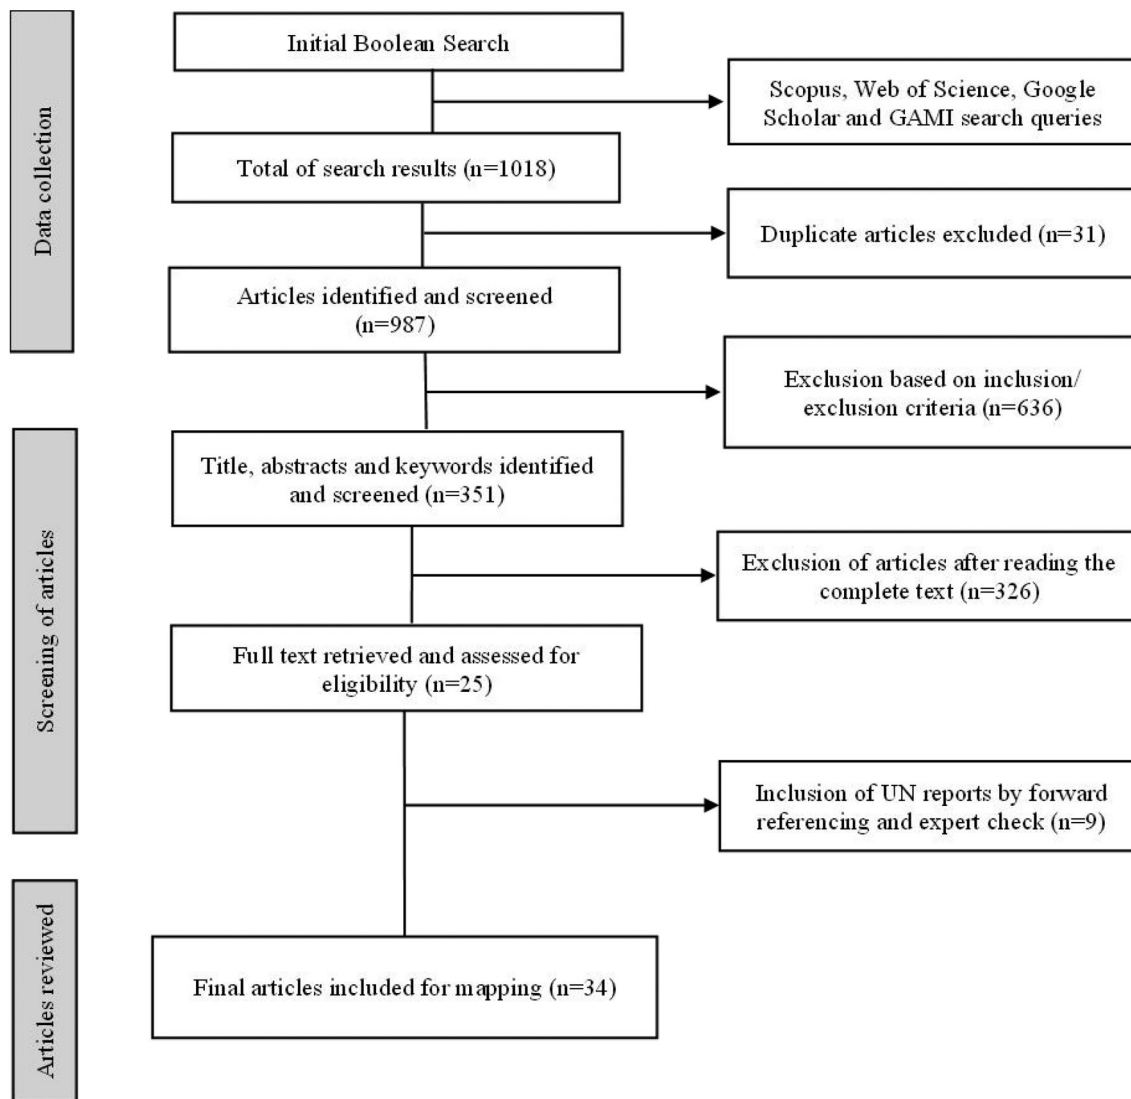 Data collection
Initial Boolean Search
Scopus, Web of Science, Google
Scholar and GAMI search queries
Total of search results (n=1018)
Duplicate articles excluded (n=31)
Articles identified and screened
(n=987)
Exclusion based on inclusion/
exclusion criteria (n=636)
Screening of articles
Title, abstracts and keywords identified
and screened (n=351)
Exclusion of articles after reading the
complete text (n=326)
Full text retrieved and assessed for
eligibility (n=25)
Inclusion of UN reports by forward
referencing and expert check (n=9)
Articles reviewed
Final articles included for mapping (n=34)